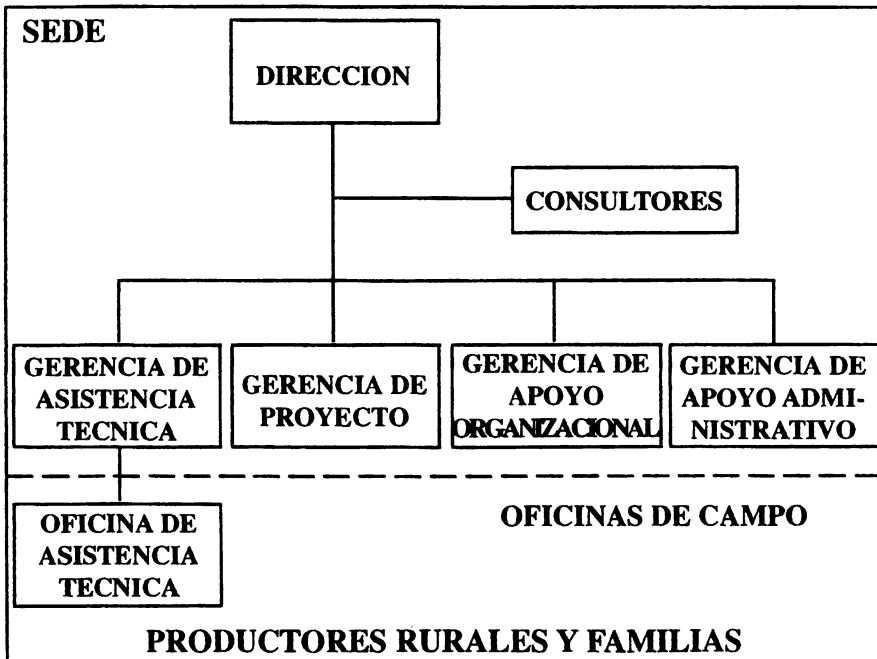 SEDE
DIRECCION
CONSULTORES
GERENCIA DE
ASISTENCIA
TECNICA
GERENCIA DE
PROYECTO
GERENCIA DE
APOYO
ORGANIZACIONAL
GERENCIA DE
APOYO ADMI-
NISTRATIVO
OFICINA DE
ASISTENCIA
TECNICA
OFICINAS DE CAMPO
PRODUCTORES RURALES Y FAMILIAS